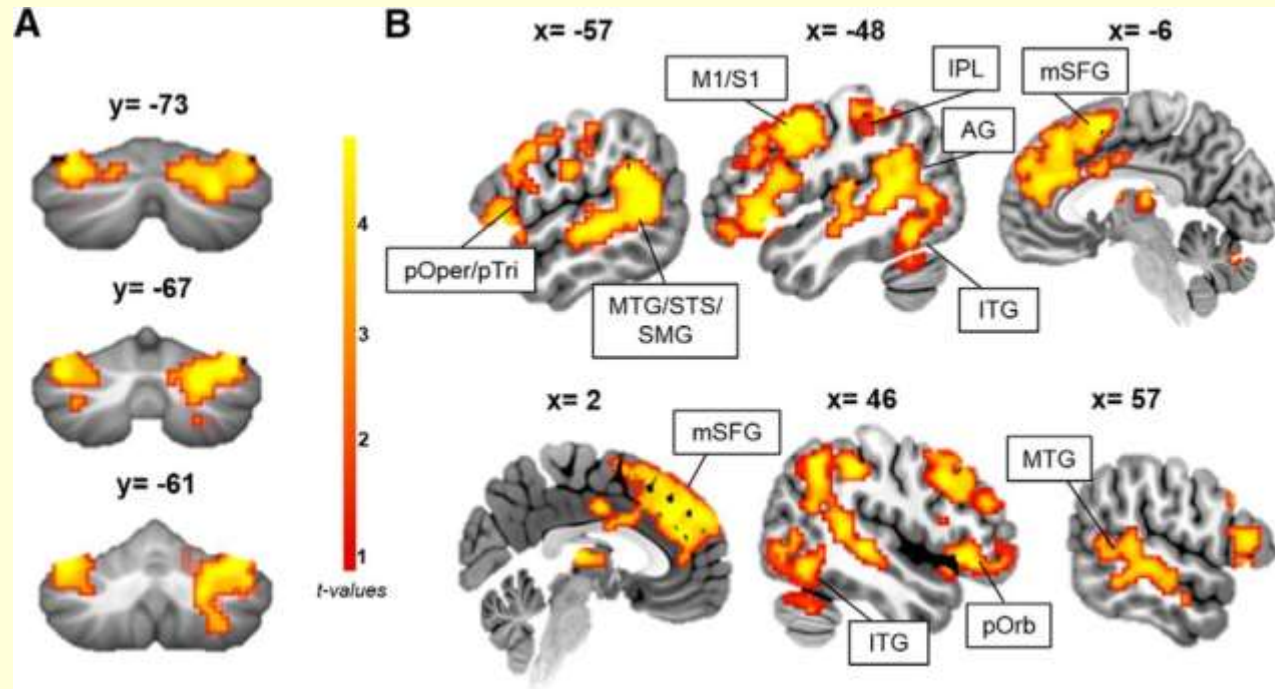 A
B
y= -73
y= -67
y= -61
4
3
2
1
t-values
x= -57
x= -48
x= -6
M1/S1
IPL
mSFG
AG
pOper/pTri
MTG/STS/
SMG
ITG
x= 2
x= 46
x= 57
mSFG
MTG
ITG
pOrb